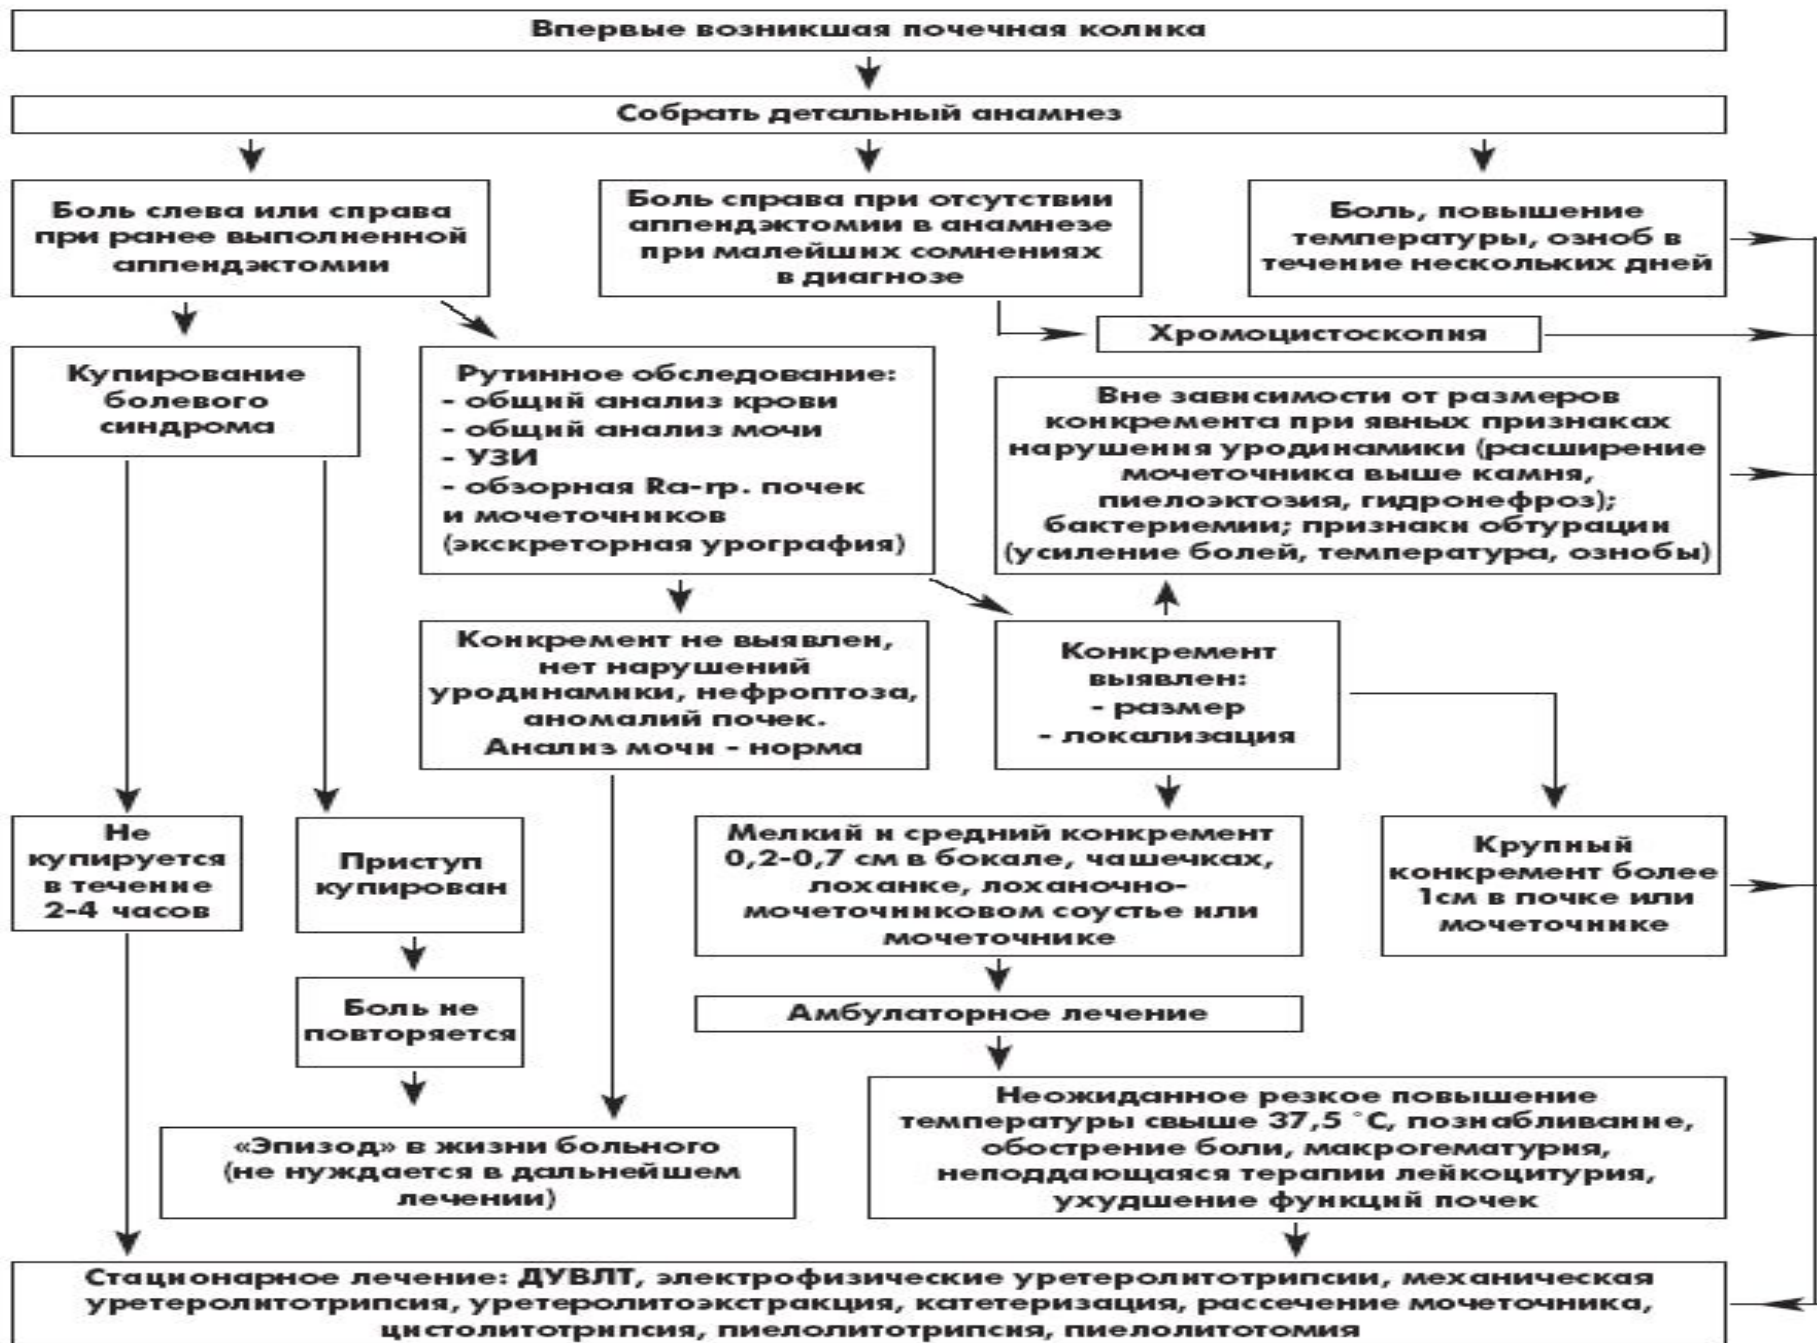 Впервые возникшая почечная колика
Собрать детальный анамнез
Боль слева или справа
при ранее выполненной
аппендэктомии
Боль справа при отсутствии
аппендэктомии в анамнезе
при малейших сомнениях
в диагнозе
Боль, повышение
температуры, озноб в
течение нескольких дней
Хромоцистоскопия
Купирование
болевого
синдрома
Рутинное обследование:
- общий анализ крови
- общий анализ мочи
- УЗИ
- обзорная Ra-гр. почек
и мочеточников
(экскреторная урография)
Вне зависимости от размеров
конкремента при явных признаках
нарушения уродинамики (расширение
мочеточника выше камня,
пиелоэктозия, гидронефроз);
бактериемии; признаки обтурации
(усиление болей, температура, ознобы)
Конкремент не выявлен,
нет нарушений
уродинамики, нефроптоза,
аномалий почек.
Анализ мочи - норма
Конкремент
выявлен:
- размер
- локализация
Не
купируется
в течение
2-4 часов
Приступ
купирован
Мелкий и средний конкремент
0,2-0,7 см в бокале, чашечках,
лоханке, лоханочно-
мочеточниковом соустье или
мочеточнике
Крупный
конкремент более
1см в почке или
мочеточнике
Боль не
повторяется
Амбулаторное лечение
Неожиданное резкое повышение
температуры свыше 37,5 °С, познабливание,
обострение боли, макрогематурия,
неподдающаяся терапии лейкоцитурия,
ухудшение функций почек
«Эпизод» в жизни больного
(не нуждается в дальнейшем
лечении)
Стационарное лечение: ДУВЛТ, электрофизические уретеролитотрипсии, механическая
уретеролитотрипсия, уретеролитоэкстракция, катетеризация, рассечение мочеточника,
цистолитотрипсия, пиелолитотрипсия, пиелолитотомия